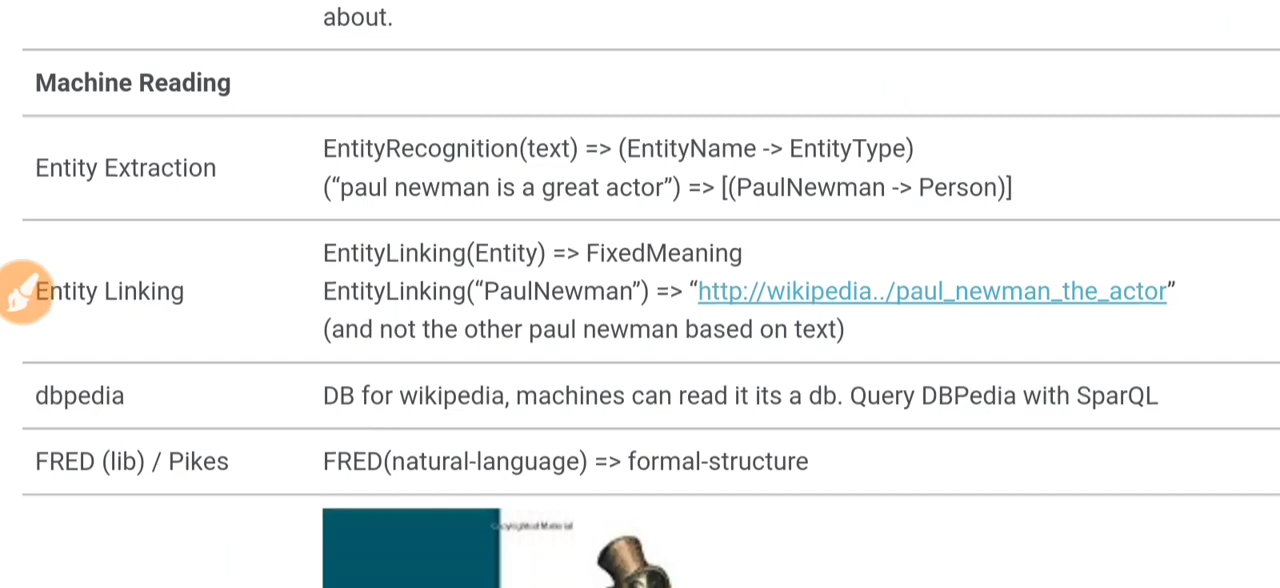 about.
Machine Reading
Entity Extraction
EntityRecognition(text) => (EntityName -> EntityType)
(“paul newman is a great actor”) => [(PaulNewman -> Person)]
Entity Linking
EntityLinking(Entity) => FixedMeaning
EntityLinking(“PaulNewman”) => “http://wikipedia../paul_newman_the_actor”
(and not the other paul newman based on text)
dbpedia
DB for wikipedia, machines can read it its a db. Query DBPedia with SparQL
FRED (lib) / Pikes
FRED(natural-language) => formal-structure
Copyrighted Material